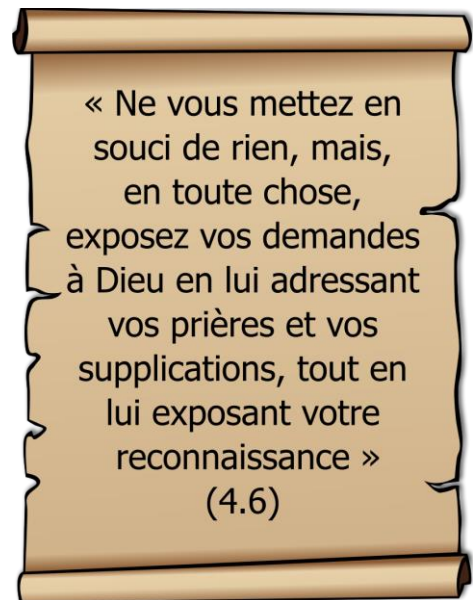 « Ne vous mettez en
souci de rien, mais,
en toute chose,
exposez vos demandes
à Dieu en lui adressant
vos prières et vos
supplications, tout en
lui exposant votre
reconnaissance »
(4.6)